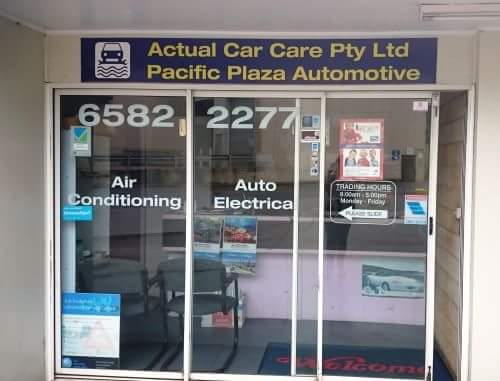 Actual Car Care Pty Ltd
Pacific Plaza Automotive
6582 2277
Air
Conditioning
Auto
Electrical
TRADING HOURS
8.00am - 5.00pm
Monday - Friday
PLEASE SLIDE
Welcome